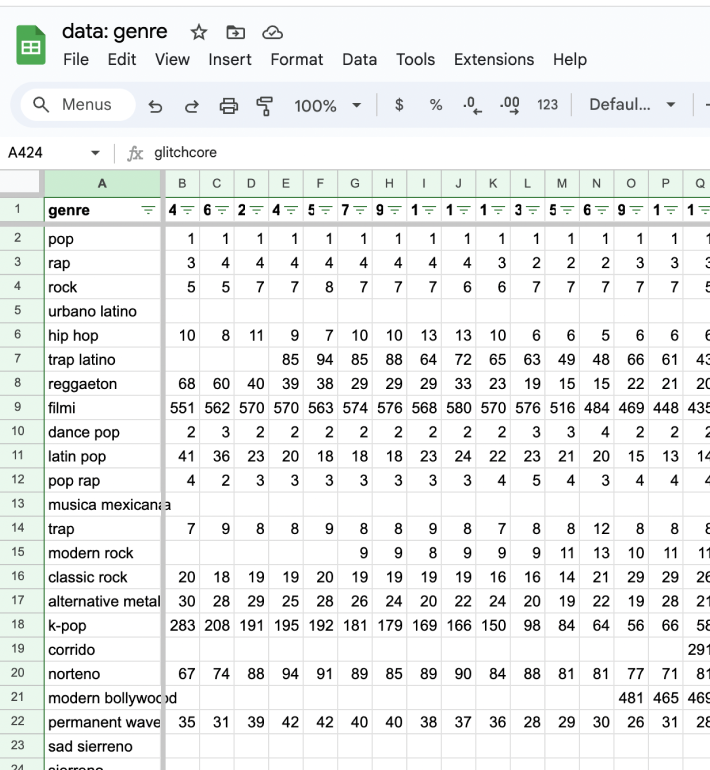 data: genre
File Edit View Insert Format Data Tools Extensions Help
Menus 100% $ % .0 .00 123 Defaul...
A424 fx glitchcore
A B C D E F G H I J K L M N O P Q
1 genre 4 6 2 4 5 7 9 1 1 1 3 5 6 9 1 1
2 pop 1 1 1 1 1 1 1 1 1 1 1 1 1 1 1 1
3 rap 3 4 4 4 4 4 4 4 4 3 2 2 2 3 3 3
4 rock 5 5 7 7 8 7 7 7 6 6 7 7 7 7 7 5
5 urbano latino
6 hip hop 10 8 11 9 7 10 10 13 13 10 6 6 5 6 6 6
7 trap latino 85 94 85 88 64 72 65 63 49 48 66 61 43
8 reggaeton 68 60 40 39 38 29 29 29 33 23 19 15 15 22 21 20
9 filmi 551 562 570 570 563 574 576 568 580 570 576 516 484 469 448 435
10 dance pop 2 3 2 2 2 2 2 2 2 2 3 3 4 2 2 2
11 latin pop 41 36 23 20 18 18 18 23 24 22 23 21 20 15 13 14
12 pop rap 4 2 3 3 3 3 3 3 3 4 5 4 3 4 4 4
13 musica mexicana
14 trap 7 9 8 8 9 8 8 9 8 7 8 8 12 8 8 8
15 modern rock 9 9 8 9 9 9 11 13 10 11 11
16 classic rock 20 18 19 19 20 19 19 19 19 16 16 14 21 29 29 26
17 alternative metal 30 28 29 25 28 26 24 20 22 24 20 19 22 19 28 21
18 k-pop 283 208 191 195 192 181 179 169 166 150 98 84 64 56 66 58
19 corrido 291
20 norteno 67 74 88 94 91 89 85 89 90 84 88 81 81 77 71 81
21 modern bollywood 481 465 469
22 permanent wave 35 31 39 42 42 40 40 38 37 36 28 29 30 26 31 28
23 sad sierreno
24 sierreno